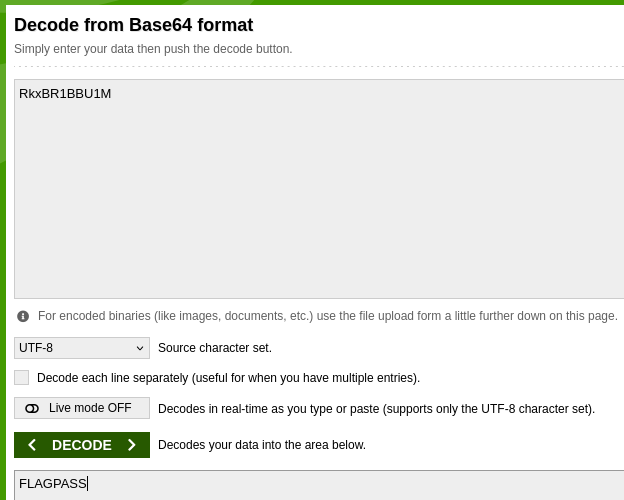 Decode from Base64 format
Simply enter your data then push the decode button.
RkxBR1BBU1M
For encoded binaries (like images, documents, etc.) use the file upload form a little further down on this page.
UTF-8 Source character set.
Decode each line separately (useful for when you have multiple entries).
Live mode OFF Decodes in real-time as you type or paste (supports only the UTF-8 character set).
< DECODE > Decodes your data into the area below.
FLAGPASS